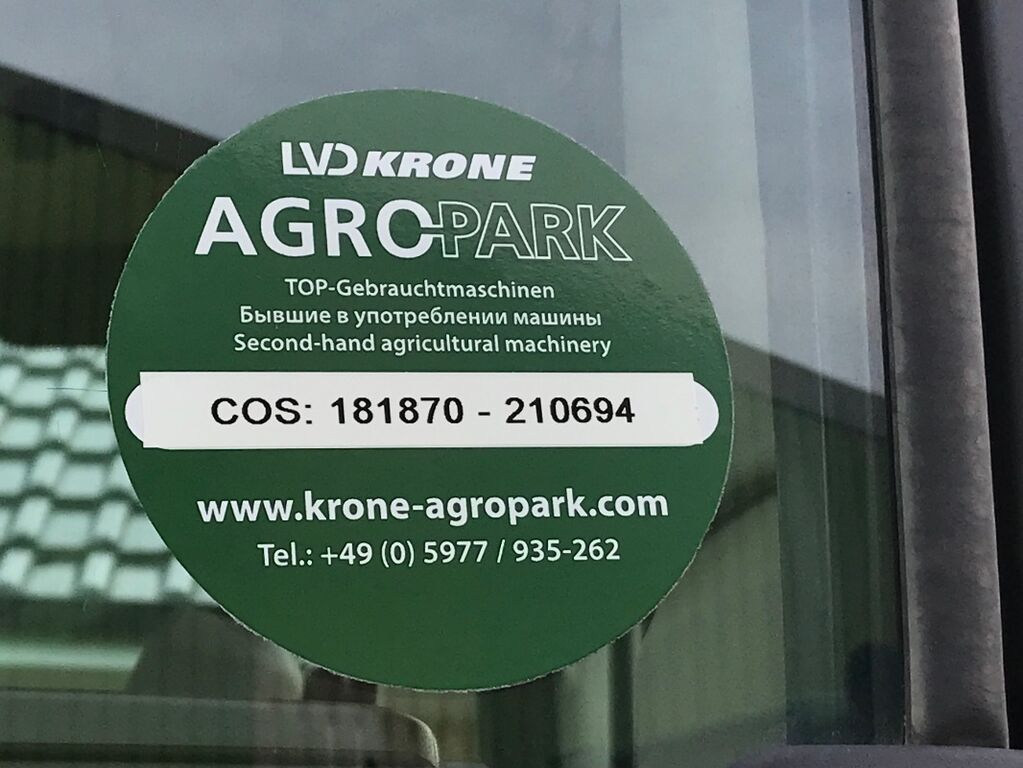 LVD KRONE
AGROPARK
TOP-Gebrauchtmaschinen
Бывшие в употреблении машины
Second-hand agricultural machinery
COS: 181870 - 210694
www.krone-agropark.com
Tel.: +49 (0) 5977 / 935-262